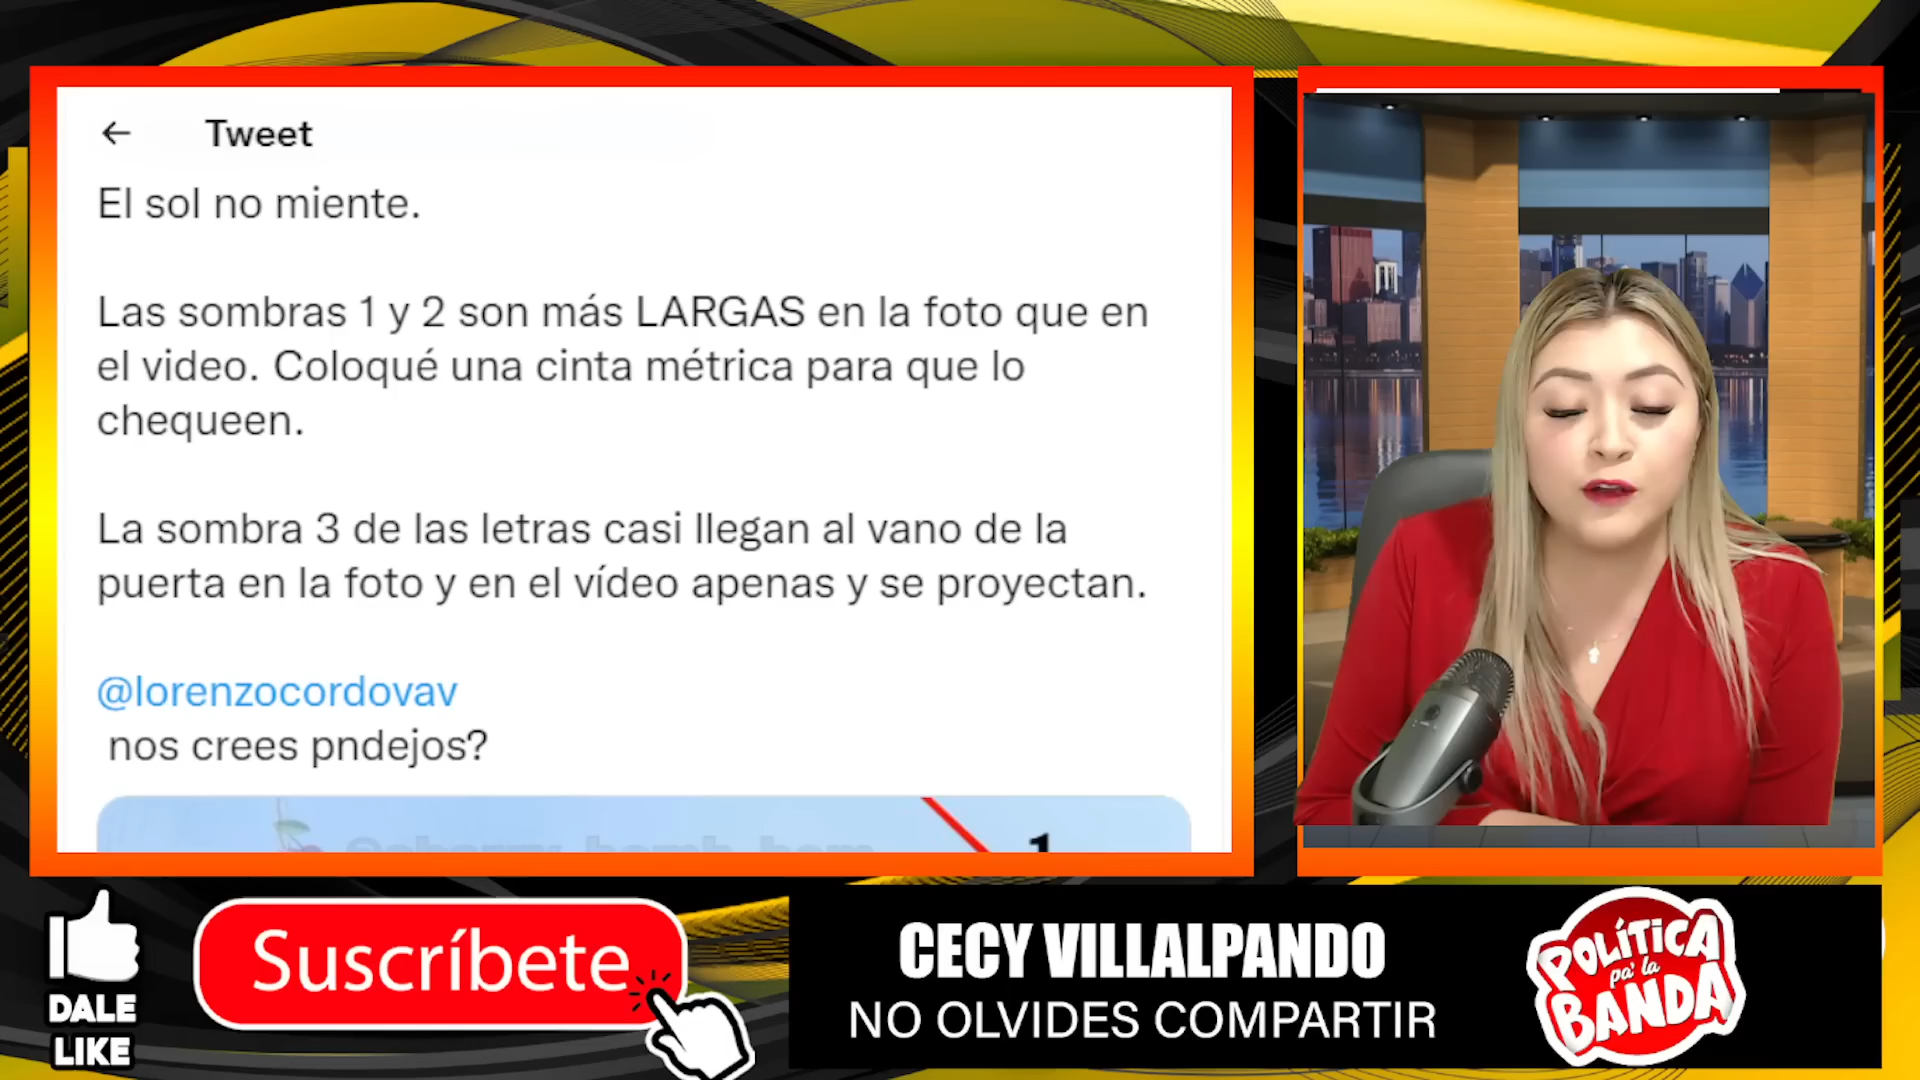 Tweet
El sol no miente.
Las sombras 1 y 2 son más LARGAS en la foto que en
el video. Coloqué una cinta métrica para que lo
chequeen.
La sombra 3 de las letras casi llegan al vano de la
puerta en la foto y en el vídeo apenas y se proyectan.
@lorenzocordovav
nos crees pndejos?
1
DALE
LIKE
Suscríbete
CECY VILLALPANDO
NO OLVIDES COMPARTIR
POLÍTICA
pa' la
BANDA